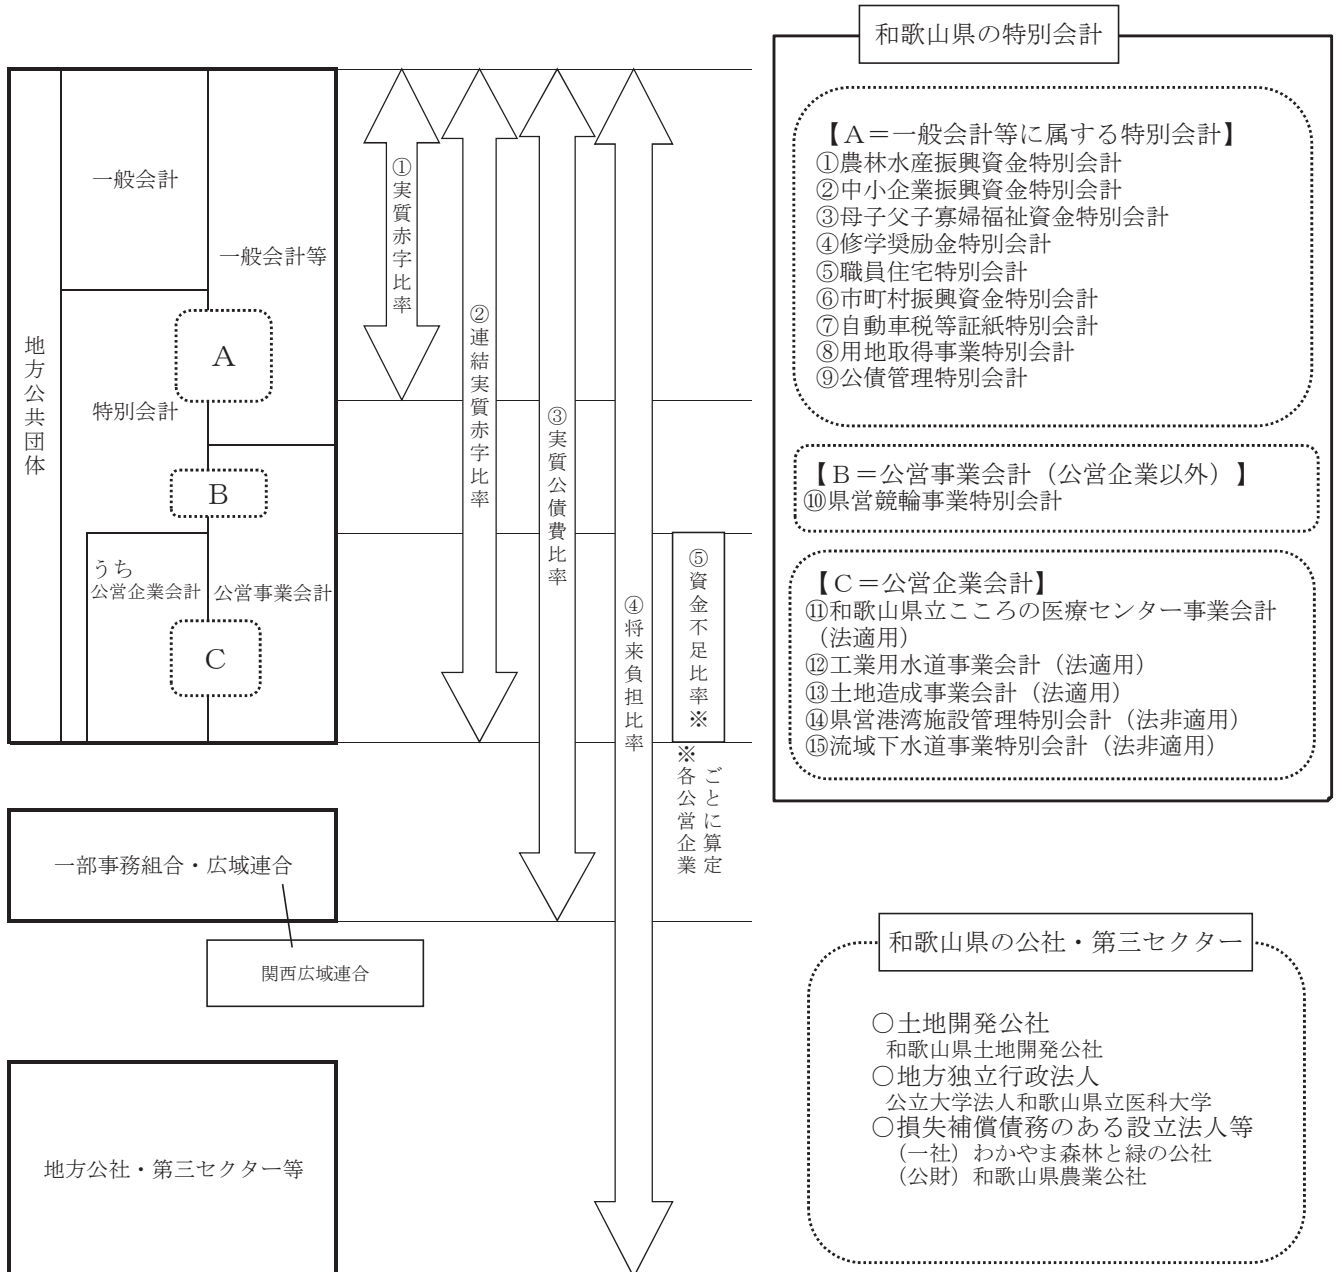 和歌山県の特別会計
【A＝一般会計等に属する特別会計】
①農林水産振興資金特別会計
②中小企業振興資金特別会計
③母子父子寡婦福祉資金特別会計
④修学奨励金特別会計
⑤職員住宅特別会計
⑥市町村振興資金特別会計
⑦自動車税等証紙特別会計
⑧用地取得事業特別会計
⑨公債管理特別会計
【B＝公営事業会計（公営企業以外）】
⑩県営競輪事業特別会計
【C＝公営企業会計】
⑪和歌山県立こころの医療センター事業会計
（法適用）
⑫工業用水道事業会計（法適用）
⑬土地造成事業会計（法適用）
⑭県営港湾施設管理特別会計（法非適用）
⑮流域下水道事業特別会計（法非適用）
地方公共団体
一般会計
一般会計等
特別会計
A
B
うち
公営企業会計
公営事業会計
C
①実質赤字比率
②連結実質赤字比率
③実質公債費比率
④将来負担比率
⑤資金不足比率※
※各公営企業
ごとに算定
一部事務組合・広域連合
関西広域連合
地方公社・第三セクター等
和歌山県の公社・第三セクター
○土地開発公社
和歌山県土地開発公社
○地方独立行政法人
公立大学法人和歌山県立医科大学
○損失補償債務のある設立法人等
（一社）わかやま森林と緑の公社
（公財）和歌山県農業公社